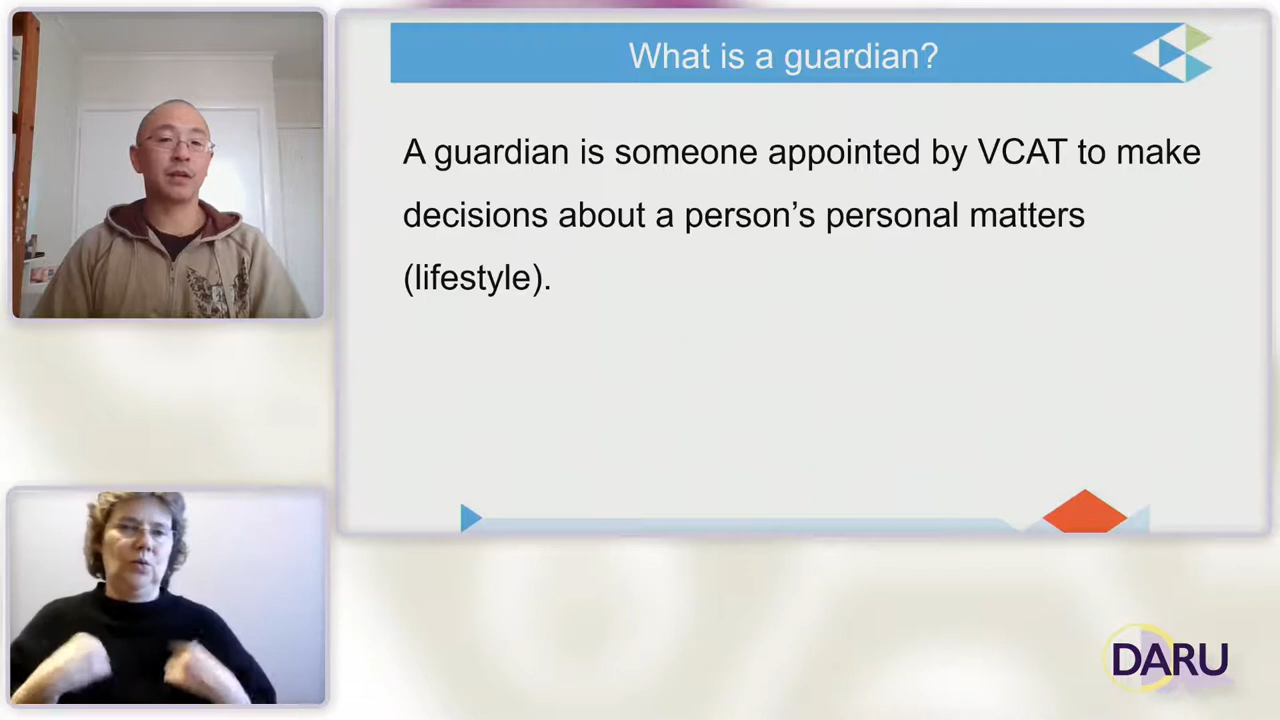 What is a guardian?
A guardian is someone appointed by VCAT to make
decisions about a person’s personal matters
(lifestyle).
DARU